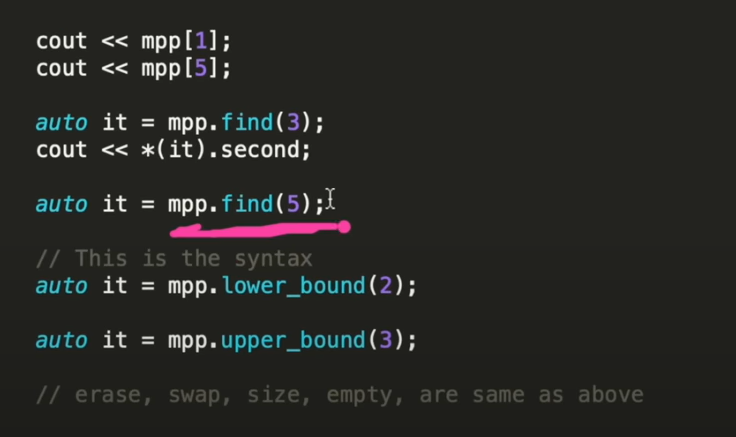 cout << mpp[1];
cout << mpp[5];
auto it = mpp.find(3);
cout << *(it).second;
auto it = mpp.find(5);
// This is the syntax
auto it = mpp.lower_bound(2);
auto it = mpp.upper_bound(3);
// erase, swap, size, empty, are same as above